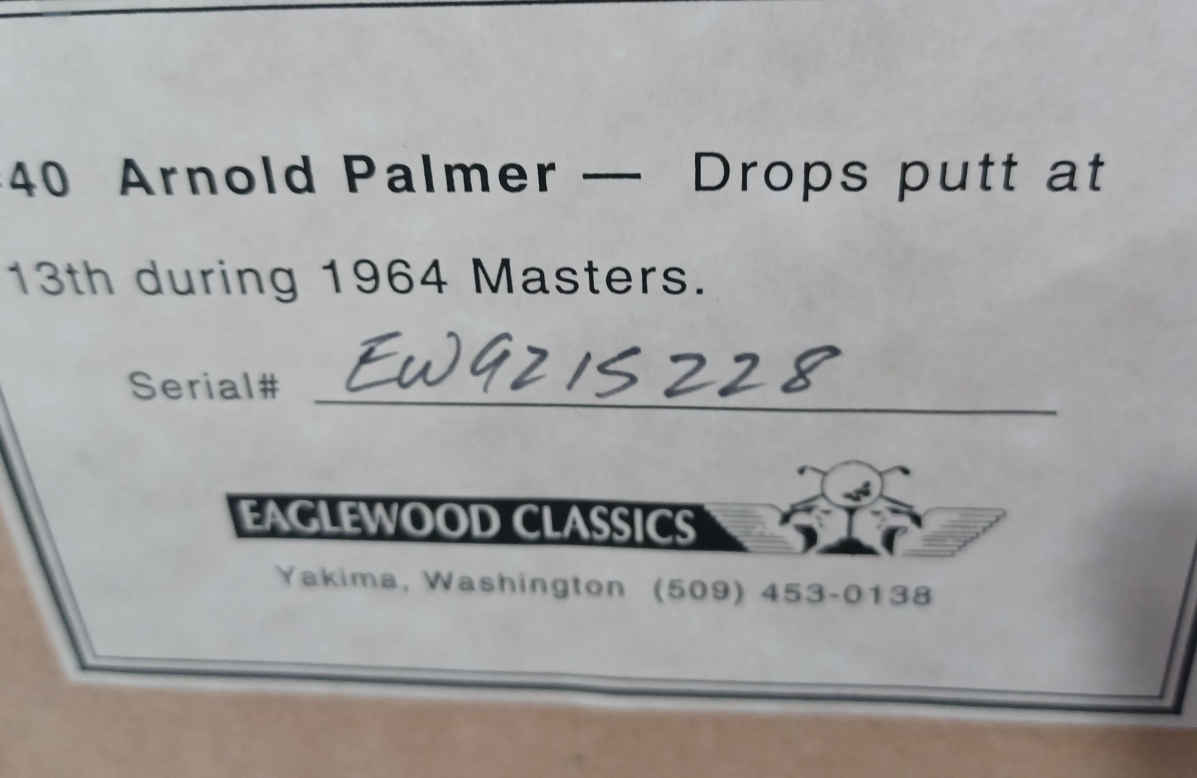 40 Arnold Palmer — Drops putt at
13th during 1964 Masters.
Serial# EW9215228
EAGLEWOOD CLASSICS
Yakima, Washington (509) 453-0138